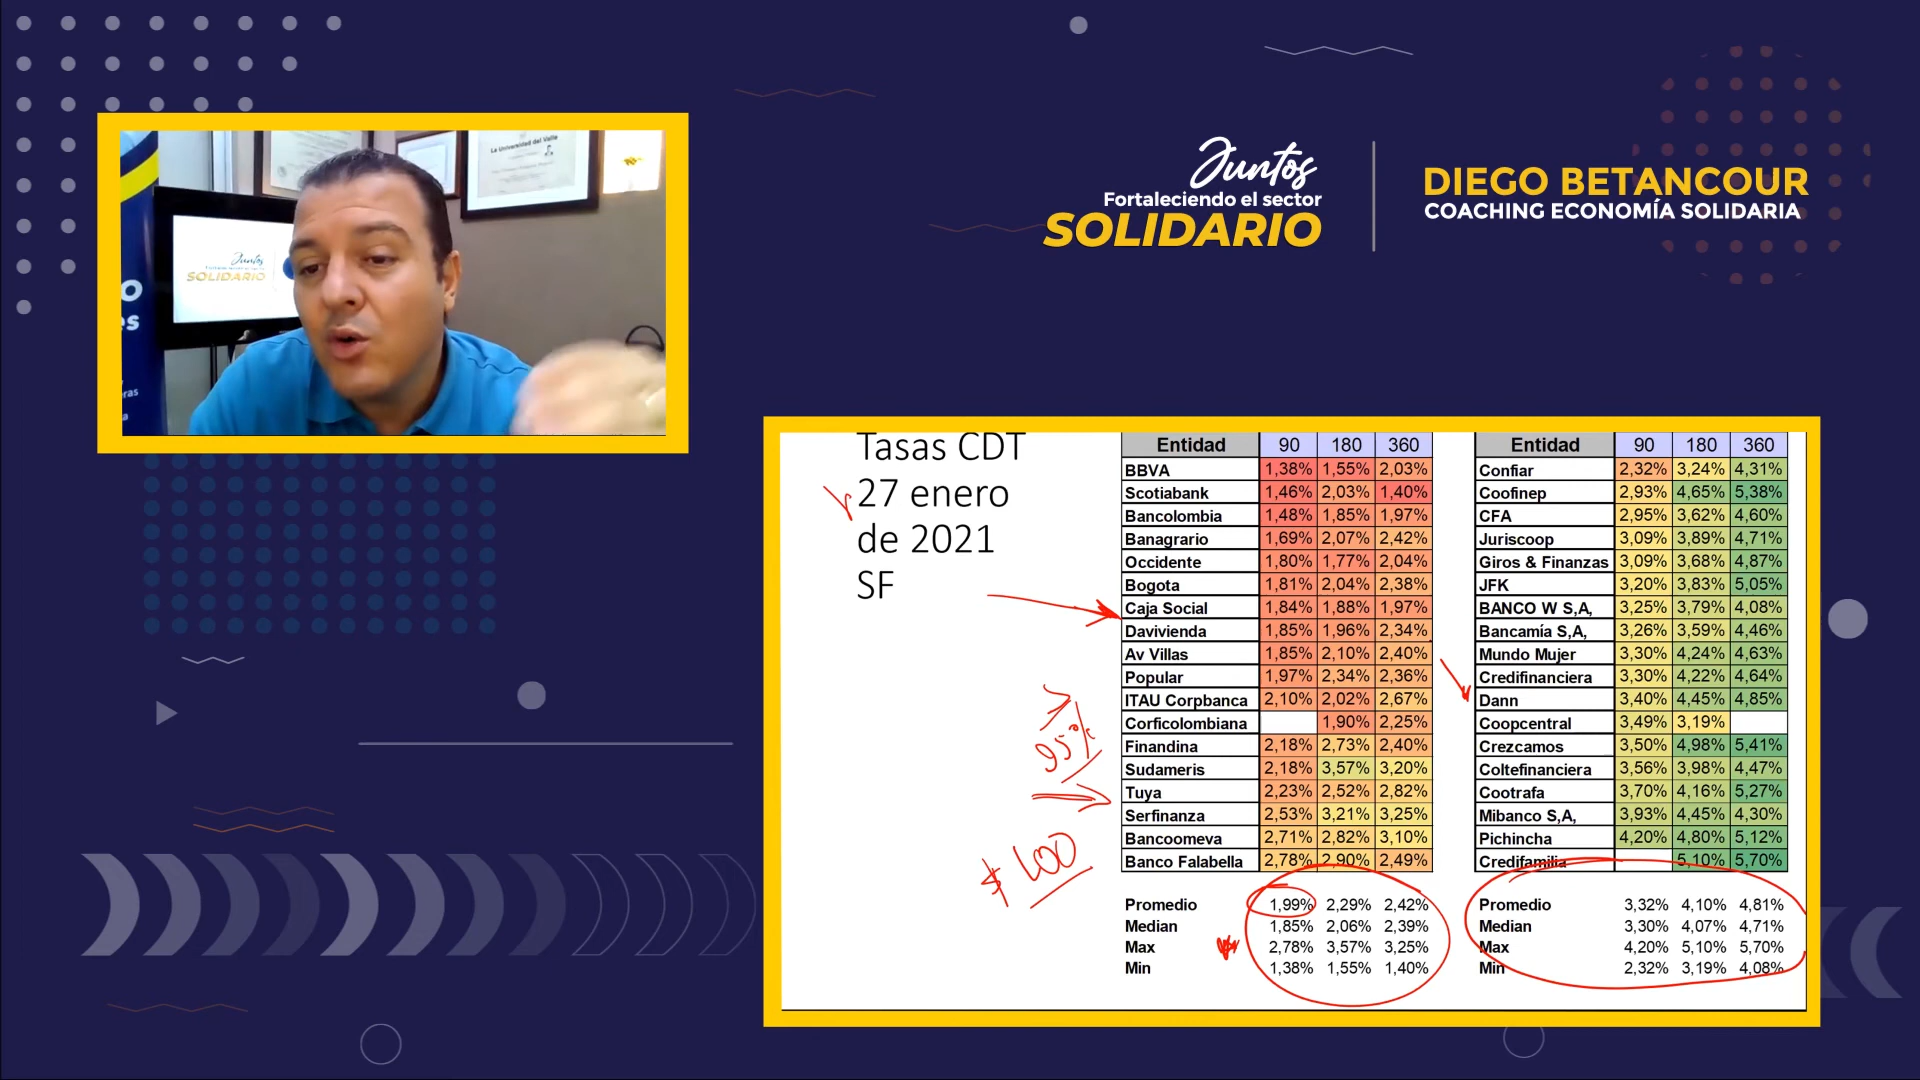 La Universidad del Valle
Juntos
Fortaleciendo el sector
SOLIDARIO
O
es
ras
a
Juntos
Fortaleciendo el sector
SOLIDARIO
DIEGO BETANCOUR
COACHING ECONOMÍA SOLIDARIA
Tasas CDT
27 enero
de 2021
SF
> 95%
$ 100
Entidad 90 180 360
BBVA 1,38% 1,55% 2,03%
Scotiabank 1,46% 2,03% 1,40%
Bancolombia 1,48% 1,85% 1,97%
Banagrario 1,69% 2,07% 2,42%
Occidente 1,80% 1,77% 2,04%
Bogota 1,81% 2,04% 2,38%
Caja Social 1,84% 1,88% 1,97%
Davivienda 1,85% 1,96% 2,34%
Av Villas 1,85% 2,10% 2,40%
Popular 1,97% 2,34% 2,36%
ITAU Corpbanca 2,10% 2,02% 2,67%
Corficolombiana 1,90% 2,25%
Finandina 2,18% 2,73% 2,40%
Sudameris 2,18% 3,57% 3,20%
Tuya 2,23% 2,52% 2,82%
Serfinanza 2,53% 3,21% 3,25%
Bancoomeva 2,71% 2,82% 3,10%
Banco Falabella 2,78% 2,90% 2,49%
Promedio 1,99% 2,29% 2,42%
Median 1,85% 2,06% 2,39%
Max 2,78% 3,57% 3,25%
Min 1,38% 1,55% 1,40%
Entidad 90 180 360
Confiar 2,32% 3,24% 4,31%
Coofinep 2,93% 4,65% 5,38%
CFA 2,95% 3,62% 4,60%
Juriscoop 3,09% 3,89% 4,71%
Giros & Finanzas 3,09% 3,68% 4,87%
JFK 3,20% 3,83% 5,05%
BANCO W S,A, 3,25% 3,79% 4,08%
Bancamía S,A, 3,26% 3,59% 4,46%
Mundo Mujer 3,30% 4,24% 4,63%
Credifinanciera 3,30% 4,22% 4,64%
Dann 3,40% 4,45% 4,85%
Coopcentral 3,49% 3,19%
Crezcamos 3,50% 4,98% 5,41%
Coltefinanciera 3,56% 3,98% 4,47%
Cootrafa 3,70% 4,16% 5,27%
Mibanco S,A, 3,93% 4,45% 4,30%
Pichincha 4,20% 4,80% 5,12%
Credifamilia 5,10% 5,70%
Promedio 3,32% 4,10% 4,81%
Median 3,30% 4,07% 4,71%
Max 4,20% 5,10% 5,70%
Min 2,32% 3,19% 4,08%